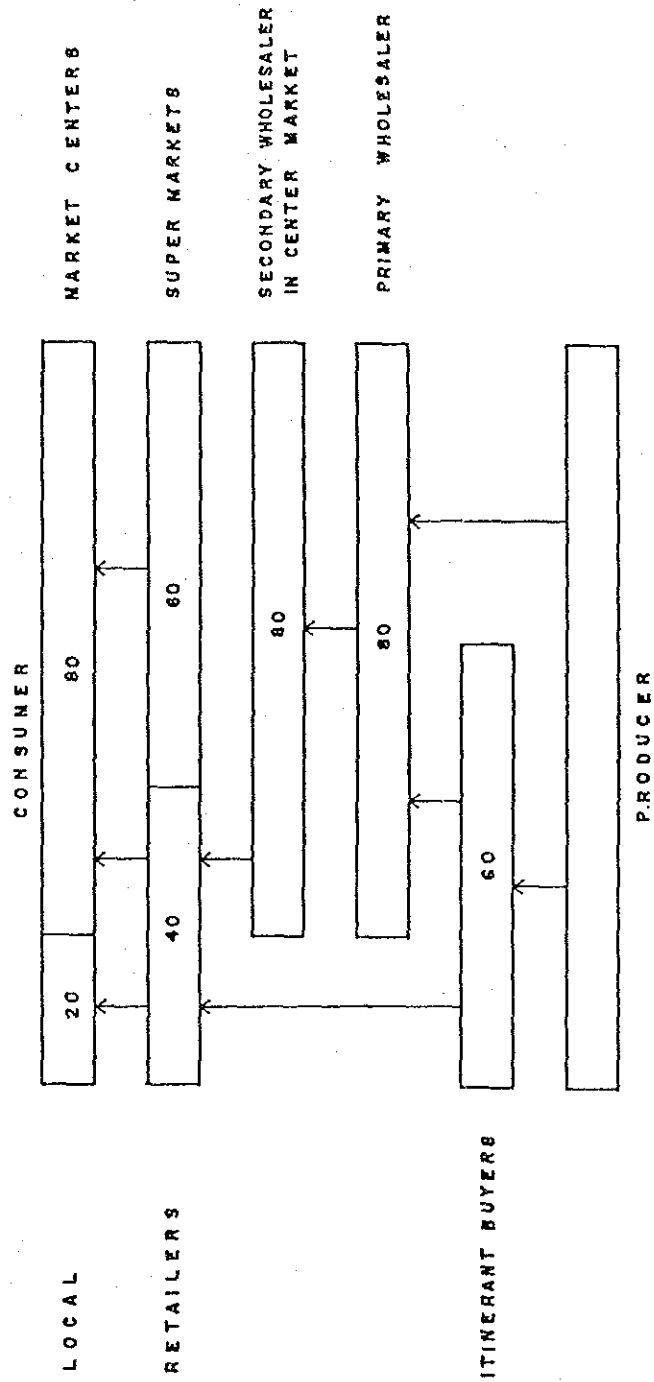 CONSUMER
LOCAL
20
80
MARKET CENTERS
RETAILERS
40
60
SUPER MARKETS
80
SECONDARY WHOLESALER
IN CENTER MARKET
80
PRIMARY WHOLESALER
ITINERANT BUYERS
60
P.RODUCER